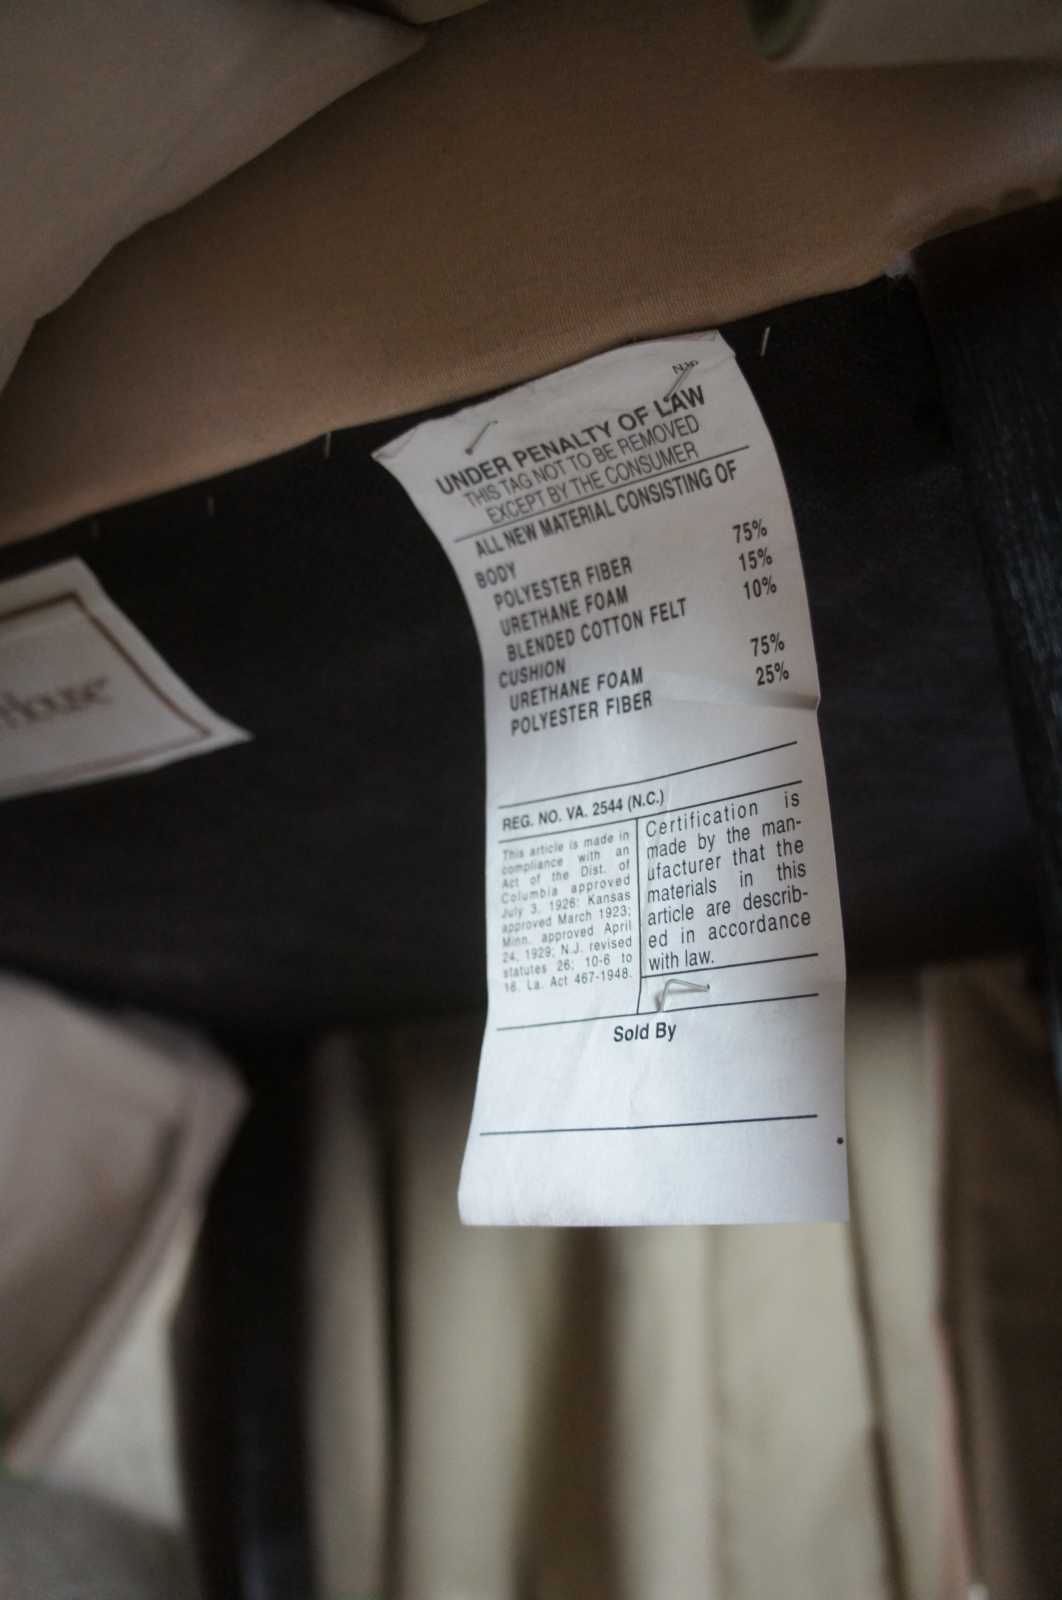 UNDER PENALTY OF LAW
THIS TAG NOT TO BE REMOVED
EXCEPT BY THE CONSUMER
ALL NEW MATERIAL CONSISTING OF
BODY
POLYESTER FIBER 75%
URETHANE FOAM 15%
BLENDED COTTON FELT 10%
CUSHION
URETHANE FOAM 75%
POLYESTER FIBER 25%
REG. NO. VA. 2544 (N.C.)
This article is made in
compliance with an
Act of the Dist. of
Columbia approved
July 3, 1926; Kansas
approved March 1923;
Minn. approved April
24, 1929; N.J. revised
statutes 26; 10-6 to
16. La. Act 467-1948.
Certification is
made by the man-
ufacturer that the
materials in this
article are describ-
ed in accordance
with law.
Sold By
House